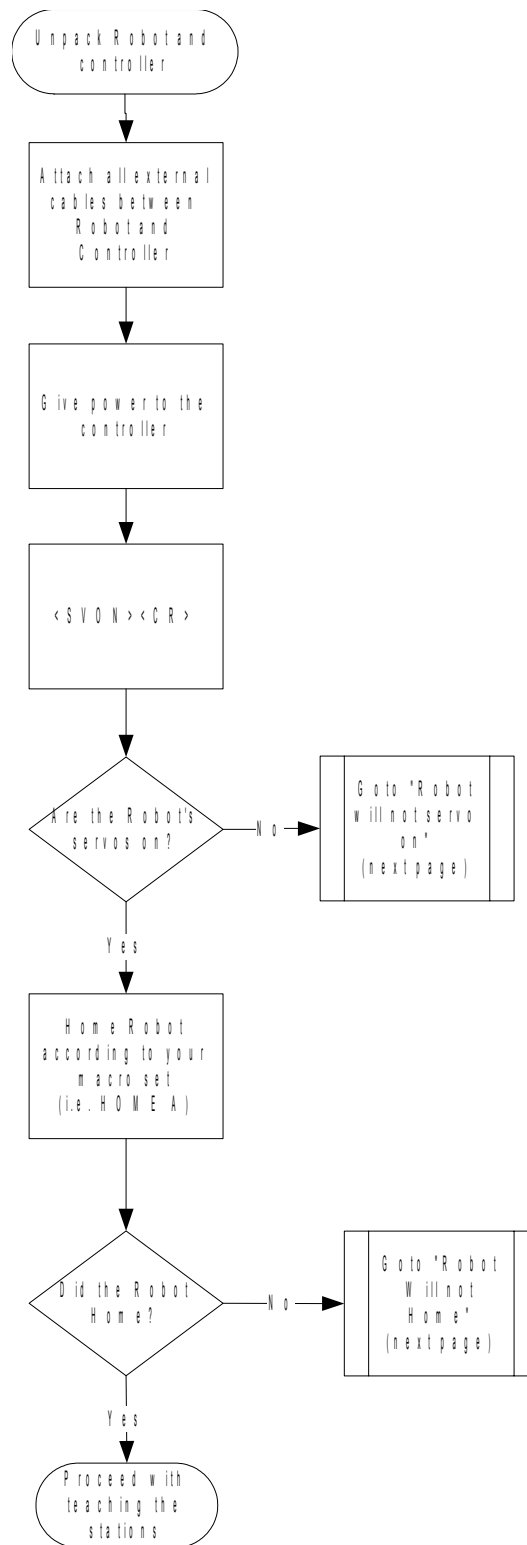 Unpack Robot and
controller
Attach all external
cables between
Robot and
Controller
Give power to the
controller
<SVON><CR>
Are the Robot's
servos on?
No
Goto "Robot
will not servo
on"
(next page)
Yes
Home Robot
according to your
macro set
(i.e. HOME A)
Did the Robot
Home?
No
Goto "Robot
Will not
Home"
(next page)
Yes
Proceed with
teaching the
stations